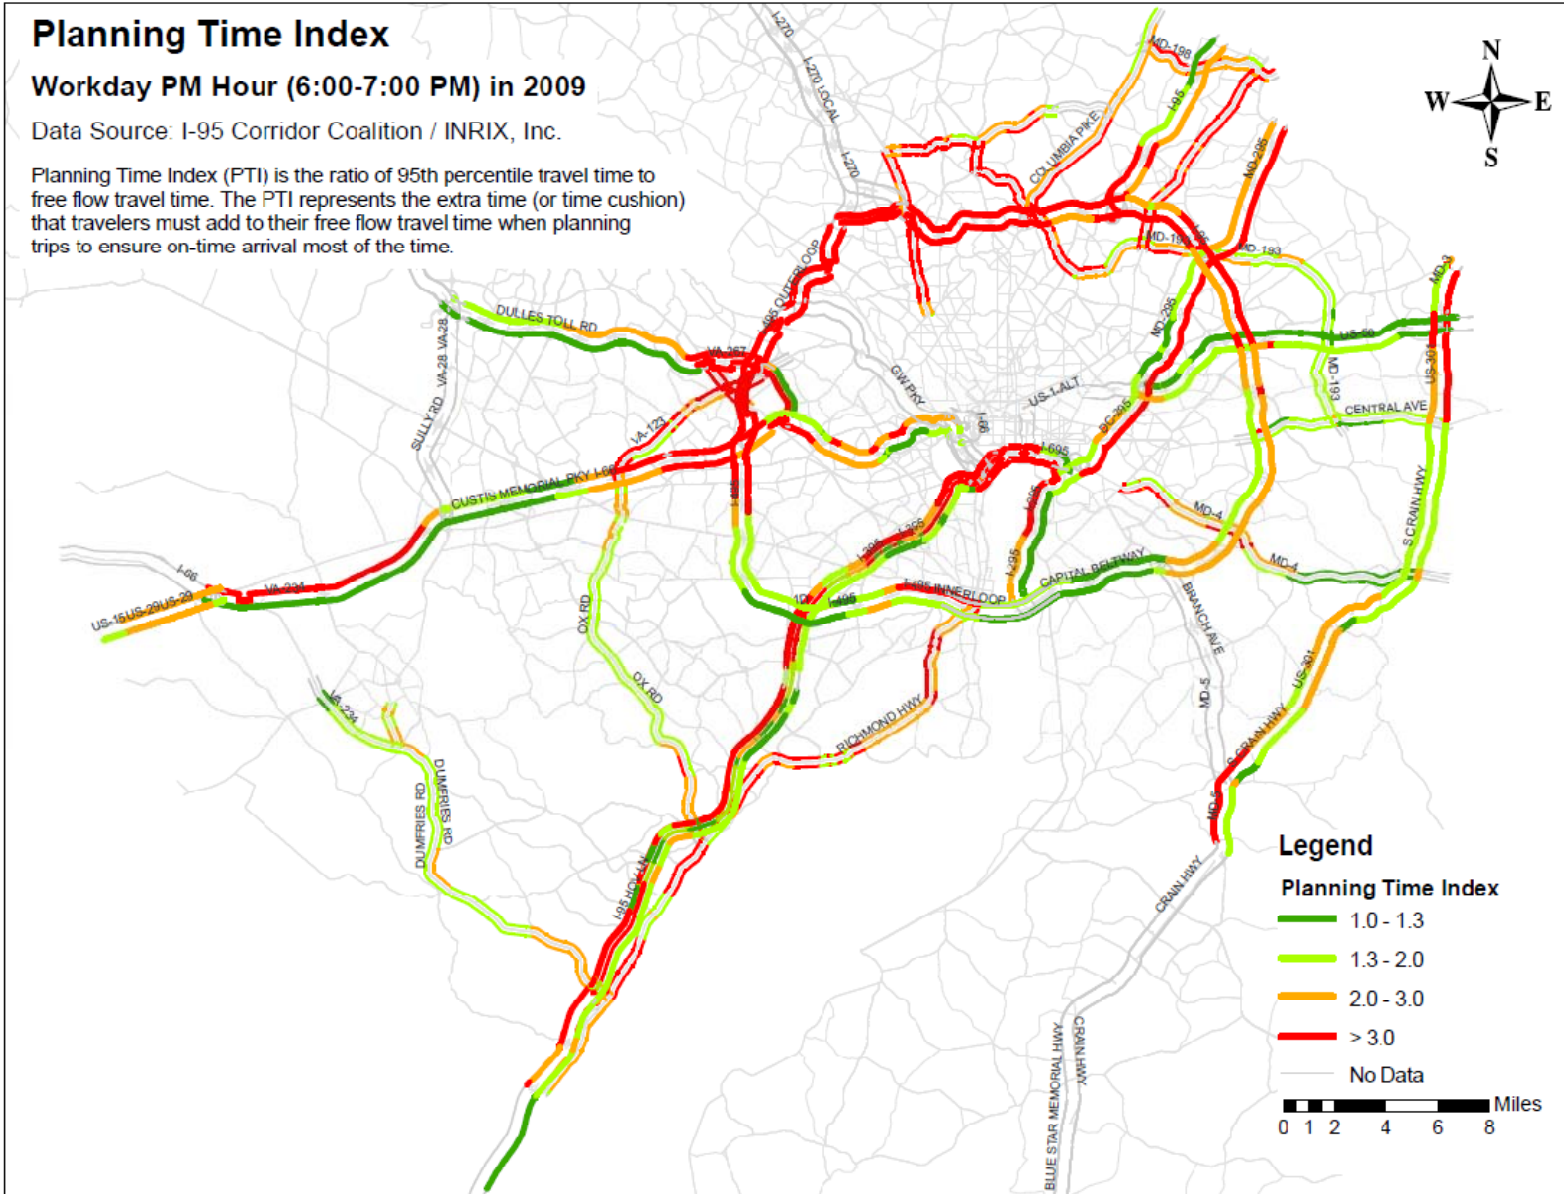 Planning Time Index
Workday PM Hour (6:00-7:00 PM) in 2009
Data Source: I-95 Corridor Coalition / INRIX, Inc.
Planning Time Index (PTI) is the ratio of 95th percentile travel time to
free flow travel time. The PTI represents the extra time (or time cushion)
that travelers must add to their free flow travel time when planning
trips to ensure on-time arrival most of the time.
N
W E
S
I-270
I-270 LOCAL
I-270
MD-198
I-95
COLUMBIA PIKE
MD-295
MD-193
I-95
MD-193
MD-3
I-495 OUTERLOOP
DULLES TOLL RD
VA-28
VA-28
VA-267
MD-295
US-50
US-301
MD-193
GW PKY
US-1-ALT
SULLY RD
VA-123
I-66
DC-295
CENTRAL AVE
I-695
CUSTIS MEMORIAL PKY I-66
I-495
I-295
S CRAIN HWY
MD-4
I-395
I-395
I-295
CAPITAL BELTWAY
MD-4
I-66
VA-234
US-15
US-29
US-29
I-495
I-495 INNERLOOP
BRANCH AVE
OX RD
OX RD
US-301
MD-5
VA-234
RICHMOND HWY
S CRAIN HWY
DUMFRIES RD
DUMFRIES RD
MD-5
I-95 HOV LN
CRAIN HWY
BLUE STAR MEMORIAL HWY
CRAIN HWY
Legend
Planning Time Index
1.0 - 1.3
1.3 - 2.0
2.0 - 3.0
> 3.0
No Data
Miles
0 1 2 4 6 8